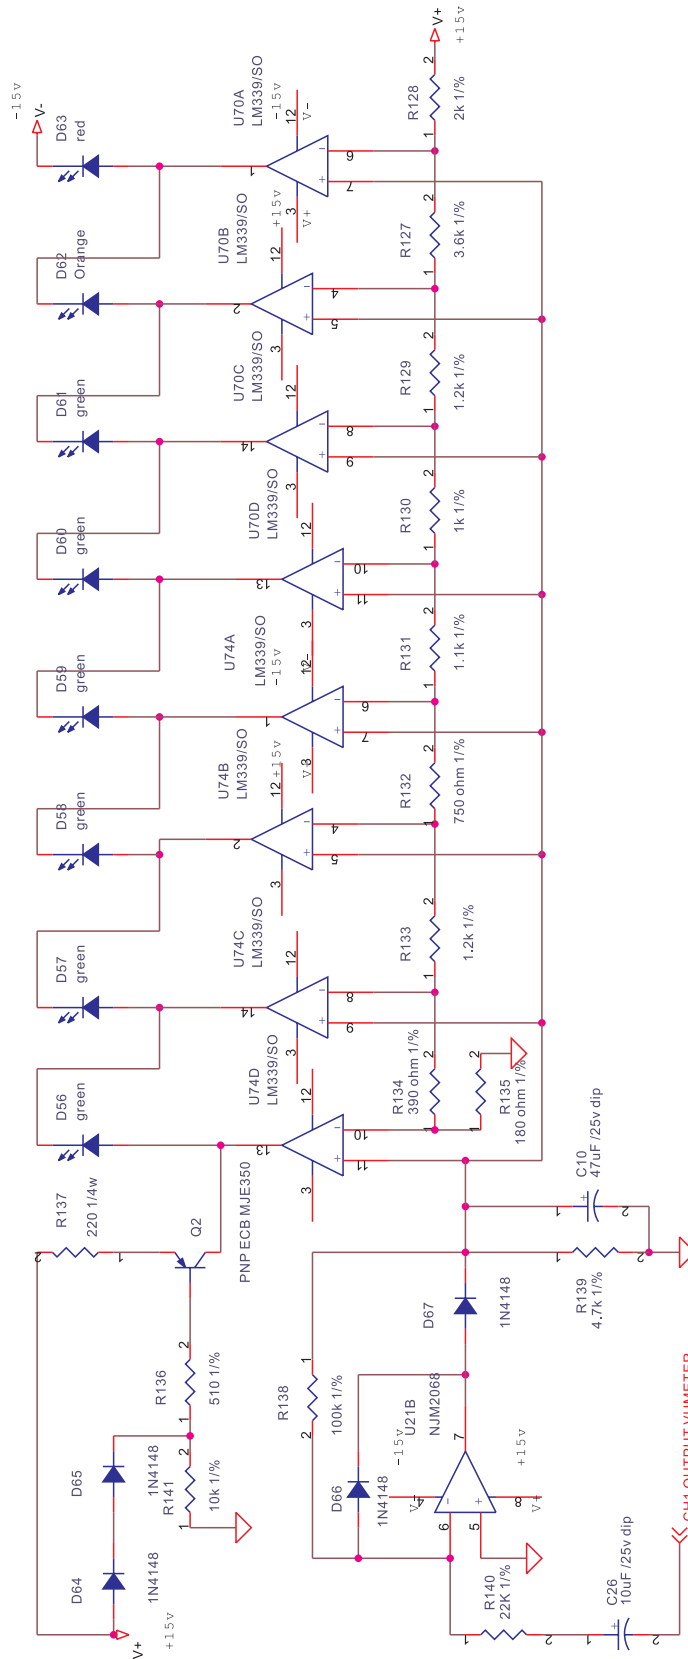 -15v
V-
D63
red
D62
Orange
D61
green
D60
green
D59
green
D58
green
D57
green
D56
green
R137
220 1/4w
2
1
Q2
PNP ECB MJE350
R136
510 1/%
1
2
D65
1N4148
R141
10k 1/%
1
2
D64
1N4148
V+
+15v
U70A
LM339/SO
-15v
V-
12
3
V+
1
6
7
U70B
LM339/SO
+15v
12
3
2
4
5
U70C
LM339/SO
12
3
14
8
9
U70D
LM339/SO
12
3
13
10
11
U74A
LM339/SO
-15v
12
3
1
6
7
U74B
LM339/SO
+15v
12
3
2
4
5
U74C
LM339/SO
12
3
14
8
9
U74D
LM339/SO
12
3
13
10
11
V+
+15v
R128
2k 1/%
1
2
R127
3.6k 1/%
1
2
R129
1.2k 1/%
1
2
R130
1k 1/%
1
2
R131
1.1k 1/%
1
2
R132
750 ohm 1/%
1
2
R133
1.2k 1/%
1
2
R134
390 ohm 1/%
1
2
R135
180 ohm 1/%
1
2
C10
47uF /25v dip
1
2
R139
4.7k 1/%
1
2
D67
1N4148
R138
100k 1/%
1
2
D66
1N4148
U21B
NJM2068
-15v
4
6
5
7
8
+15v
V+
R140
22K 1/%
1
2
C26
10uF /25v dip
1
2
CH1 OUTPUT VUMETER